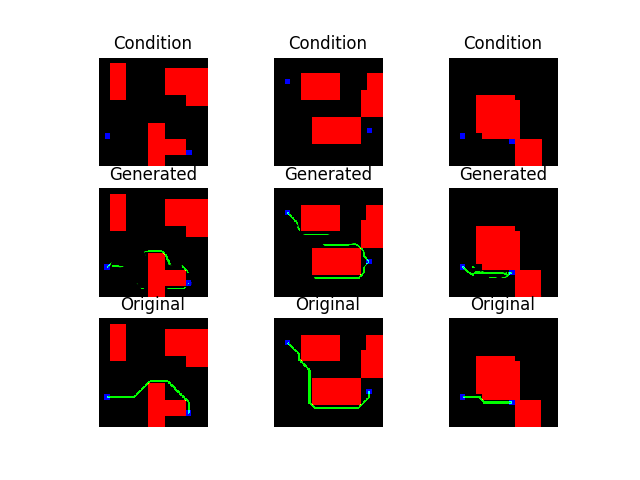 Condition Condition Condition
Generated Generated Generated
Original Original Original